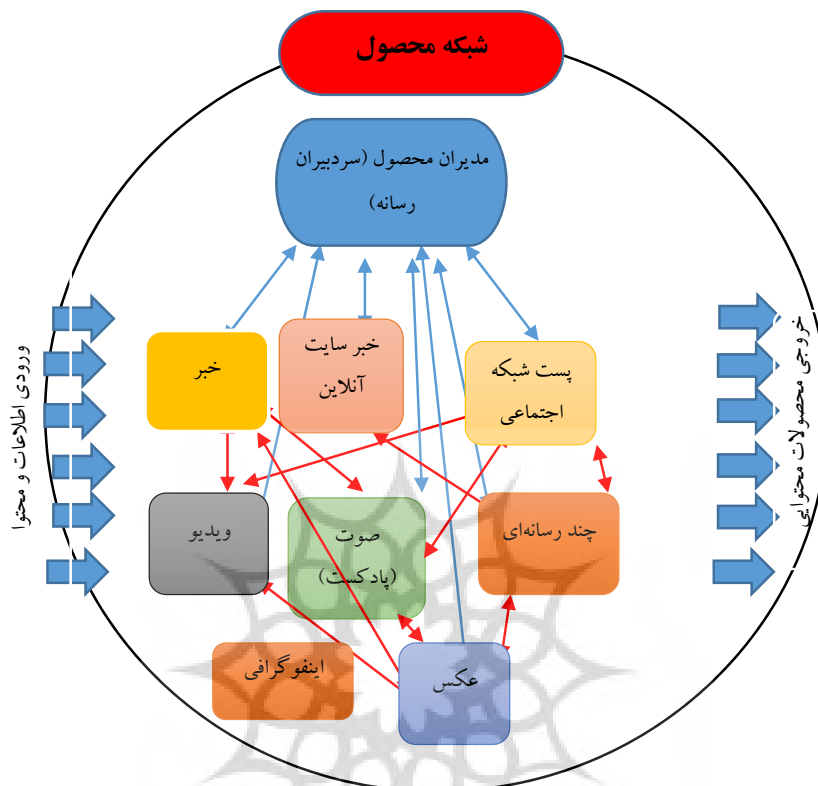 شبکه محصول
مدیران محصول (سردبیران
رسانه)
ورودی اطلاعات و محتوا
خروجی محصولات محتوایی
پست شبکه
اجتماعی
خبر سایت
آنلاین
خبر
چند رسانه‌ای
صوت
(پادکست)
ویدیو
عکس
اینفوگرافی